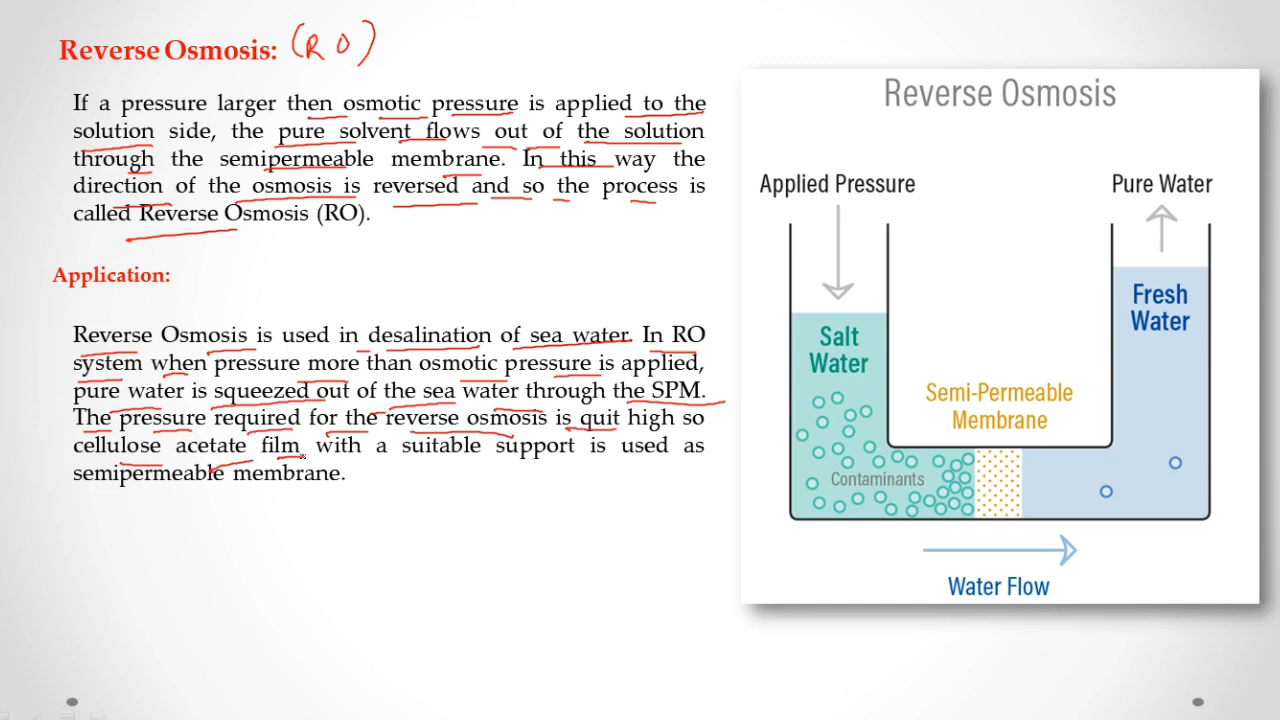 Reverse Osmosis: (RO)
If a pressure larger then osmotic pressure is applied to the
solution side, the pure solvent flows out of the solution
through the semipermeable membrane. In this way the
direction of the osmosis is reversed and so the process is
called Reverse Osmosis (RO).
Application:
Reverse Osmosis is used in desalination of sea water. In RO
system when pressure more than osmotic pressure is applied,
pure water is squeezed out of the sea water through the SPM.
The pressure required for the reverse osmosis is quit high so
cellulose acetate film with a suitable support is used as
semipermeable membrane.
Reverse Osmosis
Applied Pressure
Pure Water
Salt
Water
Fresh
Water
Semi-Permeable
Membrane
Contaminants
Water Flow